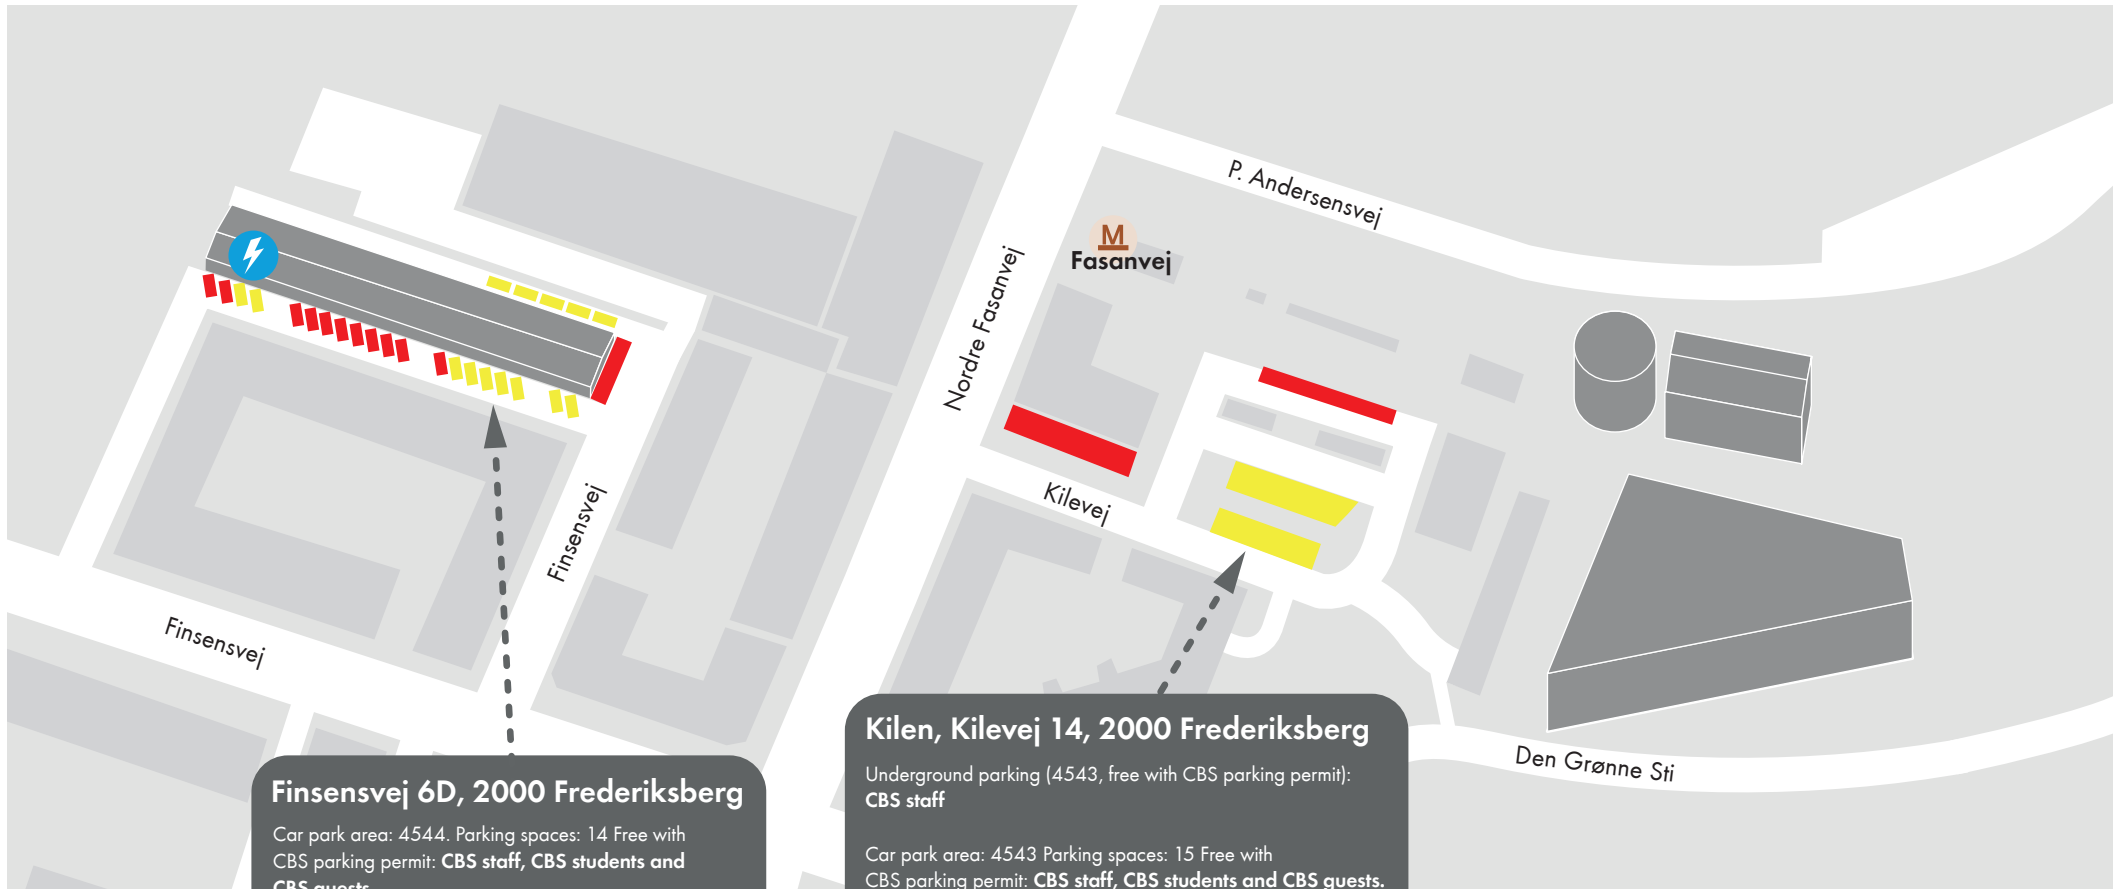 P. Andersensvej
M
Fasanvej
Nordre Fasanvej
Kilevej
Finsensvej
Finsensvej
Den Grønne Sti
Kilen, Kilevej 14, 2000 Frederiksberg
Underground parking (4543, free with CBS parking permit):
CBS staff
Car park area: 4543 Parking spaces: 15 Free with
CBS parking permit: CBS staff, CBS students and CBS guests.
Finsensvej 6D, 2000 Frederiksberg
Car park area: 4544. Parking spaces: 14 Free with
CBS parking permit: CBS staff, CBS students and
CBS guests